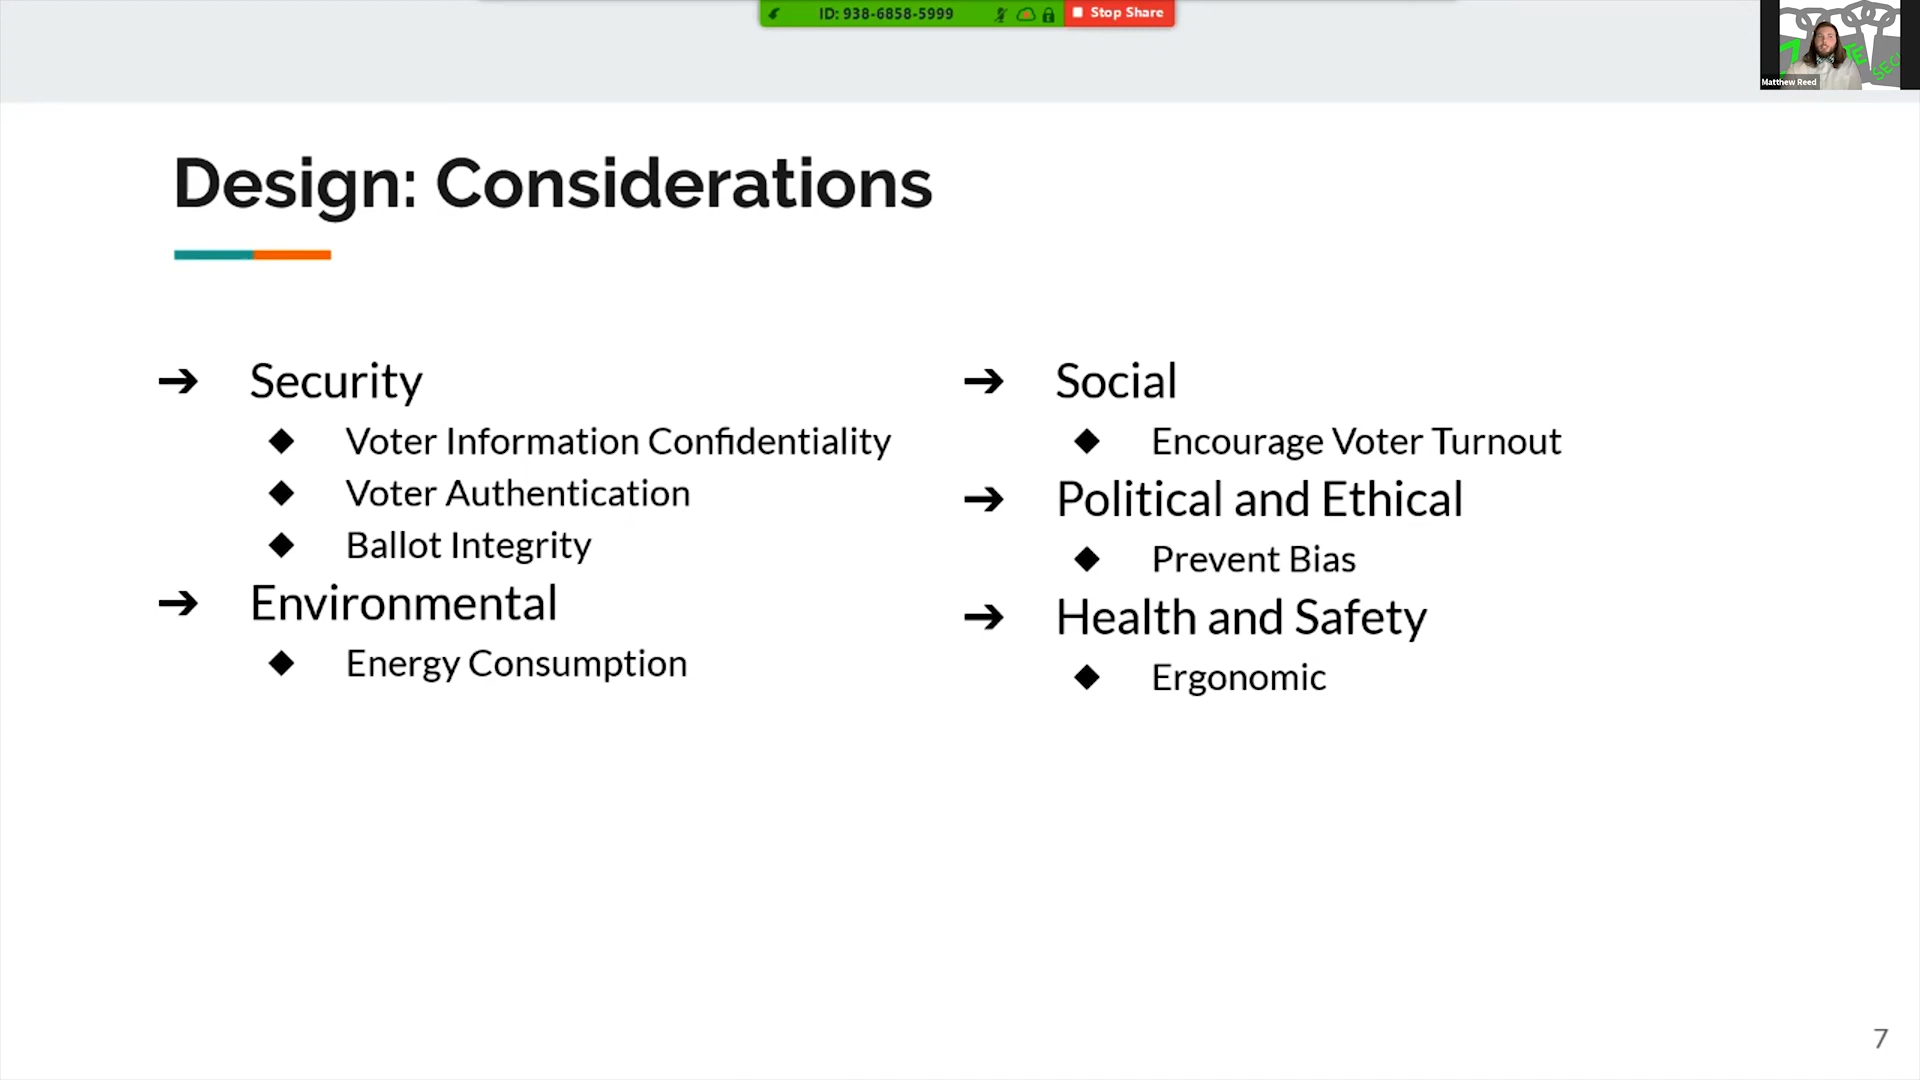 ID: 938-6858-5999
Stop Share
Matthew Reed
Design: Considerations
➔ Security
◆ Voter Information Confidentiality
◆ Voter Authentication
◆ Ballot Integrity
➔ Environmental
◆ Energy Consumption
➔ Social
◆ Encourage Voter Turnout
➔ Political and Ethical
◆ Prevent Bias
➔ Health and Safety
◆ Ergonomic
7